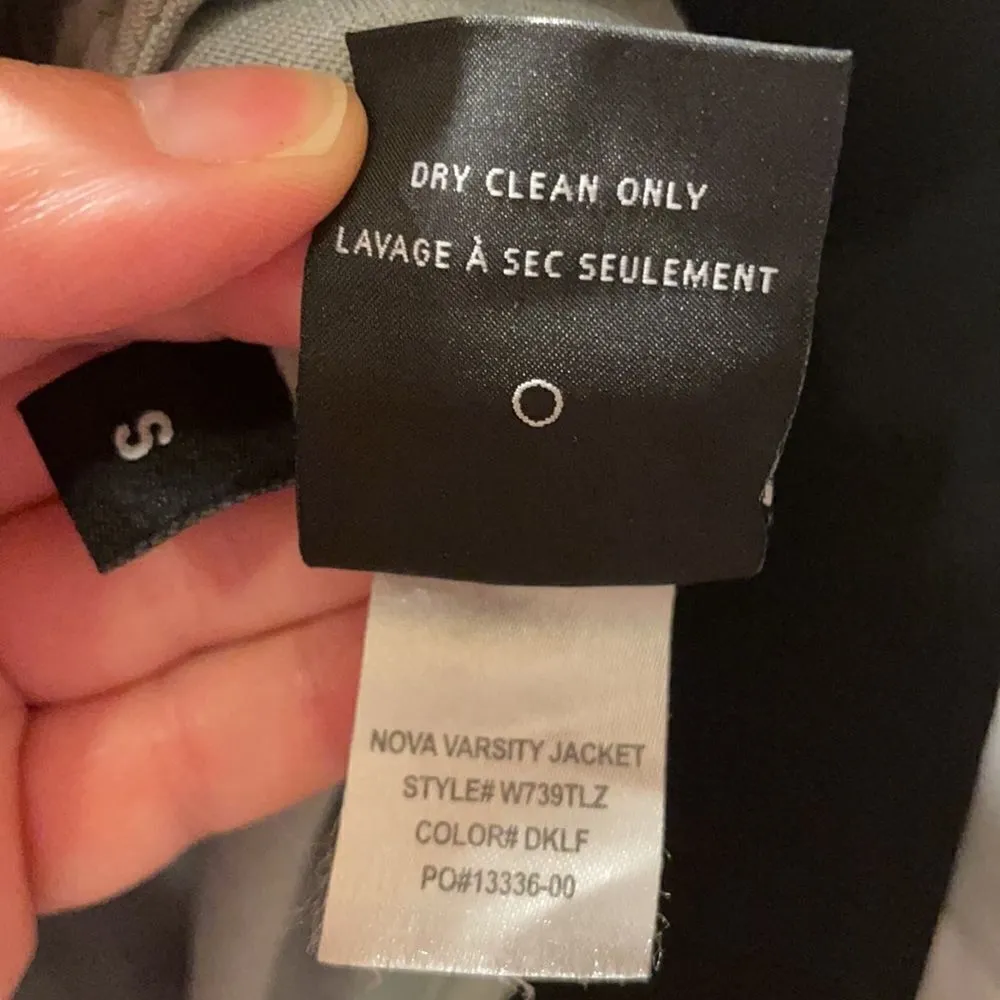 DRY CLEAN ONLY
LAVAGE À SEC SEULEMENT
S
NOVA VARSITY JACKET
STYLE# W739TLZ
COLOR# DKLF
PO#13336-00